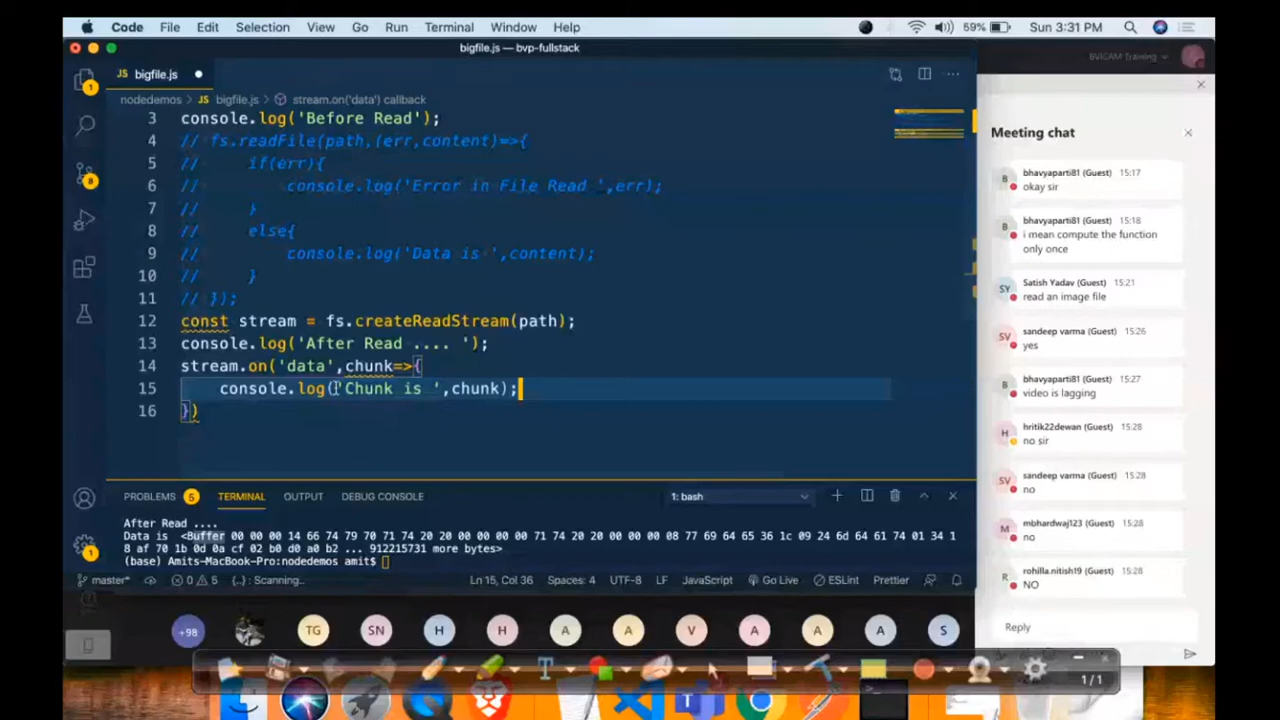 Code File Edit Selection View Go Run Terminal Window Help 59% Sun 3:31 PM
bigfile.js — bvp-fullstack
BVICAM Training
JS bigfile.js
nodedemos > JS bigfile.js > stream.on('data') callback
3 console.log('Before Read');
4 // fs.readFile(path,(err,content)=>{
5 // if(err){
6 // console.log('Error in File Read ',err);
7 // }
8 // else{
9 // console.log('Data is ',content);
10 // }
11 // });
12 const stream = fs.createReadStream(path);
13 console.log('After Read .... ');
14 stream.on('data',chunk=>{
15 console.log('Chunk is ',chunk);
16 })
1
8
1
PROBLEMS 5 TERMINAL OUTPUT DEBUG CONSOLE 1: bash
After Read ....
Data is <Buffer 00 00 00 14 66 74 79 70 71 74 20 20 00 00 00 00 71 74 20 20 00 00 00 08 77 69 64 65 36 1c 09 24 6d 64 61 74 01 34 1
8 af 70 1b 0d 0a cf 02 b0 d0 a0 b2 ... 912215731 more bytes>
(base) Amits-MacBook-Pro:nodedemos amit$
master* 0 5 {..} : Scanning.. Ln 15, Col 36 Spaces: 4 UTF-8 LF JavaScript Go Live ESLint Prettier
+98 TG SN H H A A V A A A S
1/1
Meeting chat
B bhavyaparti81 (Guest) 15:17
okay sir
B bhavyaparti81 (Guest) 15:18
i mean compute the function
only once
SY Satish Yadav (Guest) 15:21
read an image file
SV sandeep varma (Guest) 15:26
yes
B bhavyaparti81 (Guest) 15:27
video is lagging
H hritik22dewan (Guest) 15:28
no sir
SV sandeep varma (Guest) 15:28
no
M mbhardwaj123 (Guest) 15:28
no
R rohilla.nitish19 (Guest) 15:28
NO
Reply